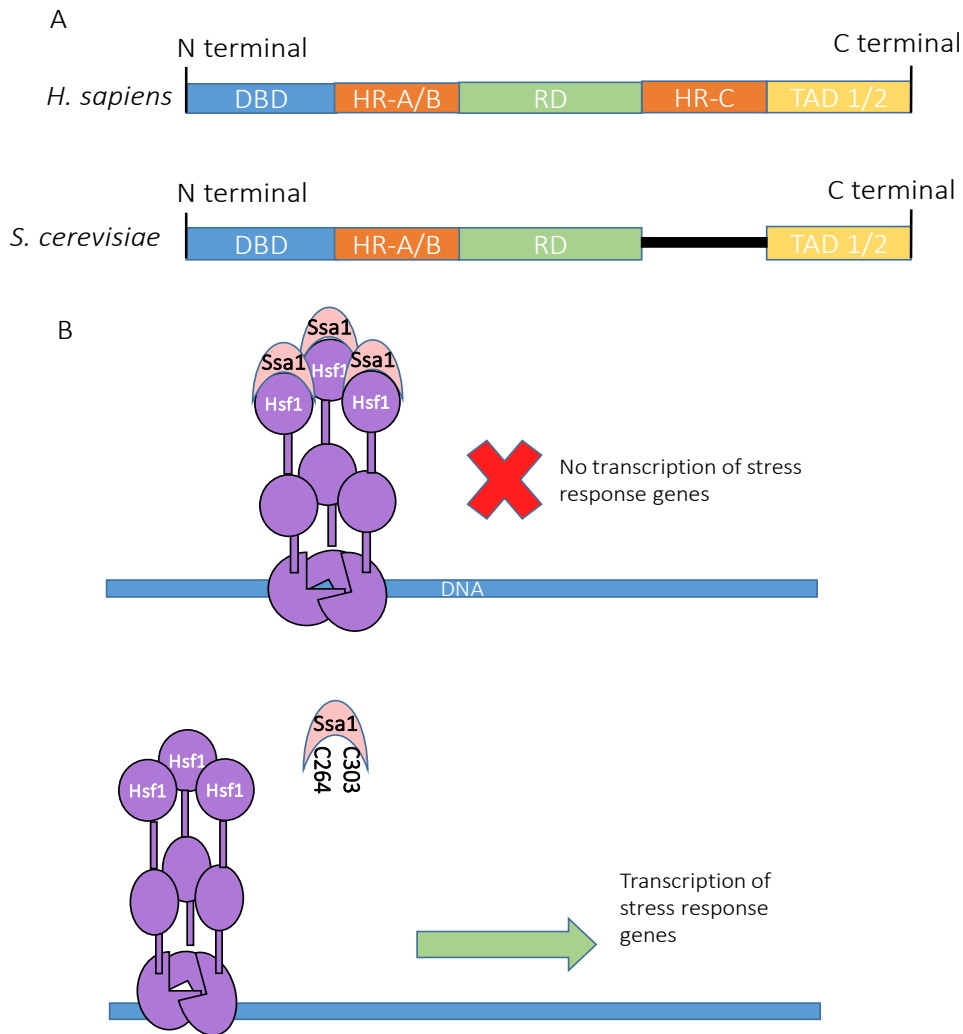 A
N terminal
C terminal
H. sapiens
DBD HR-A/B RD HR-C TAD 1/2
N terminal
C terminal
S. cerevisiae
DBD HR-A/B RD TAD 1/2
B
Ssa1
Ssa1 Ssa1
Hsf1
Hsf1 Hsf1
No transcription of stress
response genes
DNA
Ssa1
C264 C303
Hsf1
Hsf1 Hsf1
Transcription of
stress response
genes